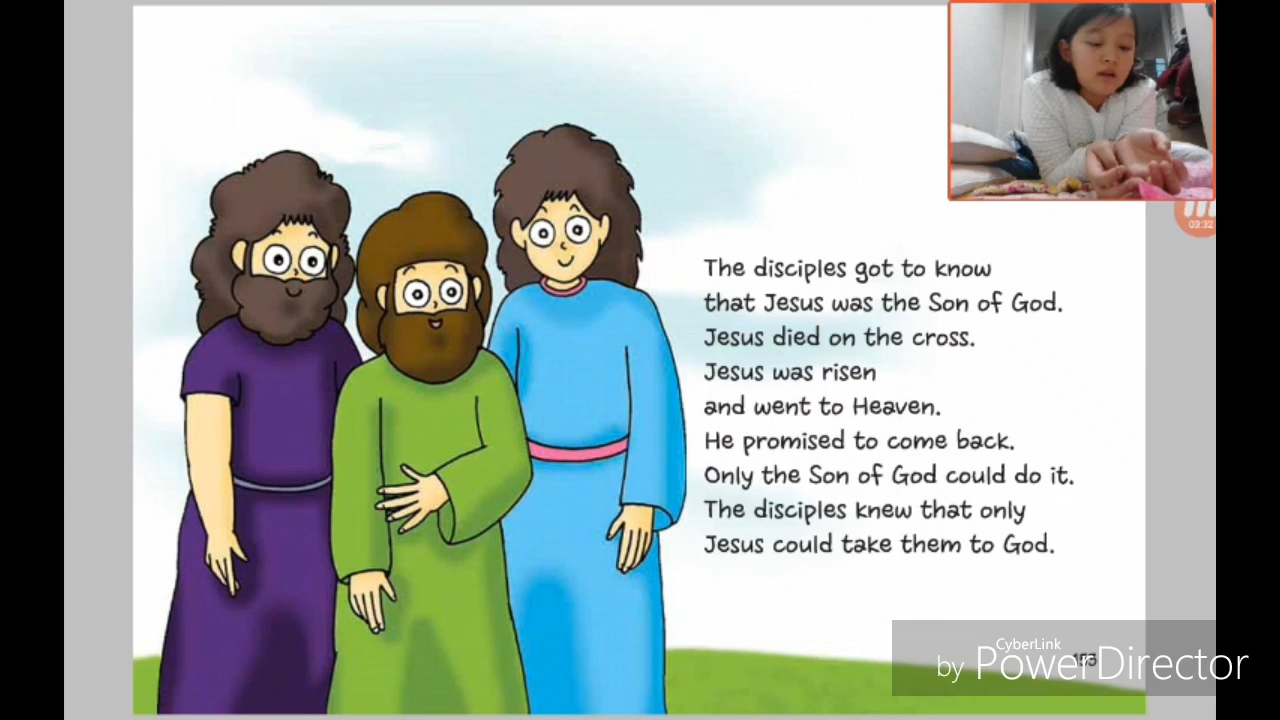 03:32
The disciples got to know
that Jesus was the Son of God.
Jesus died on the cross.
Jesus was risen
and went to Heaven.
He promised to come back.
Only the Son of God could do it.
The disciples knew that only
Jesus could take them to God.
CyberLink
by PowerDirector